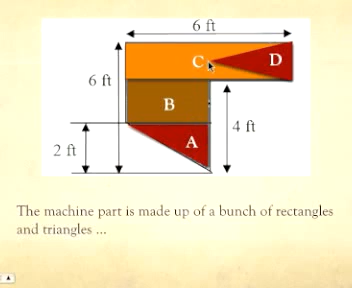 6 ft
C
D
6 ft
B
4 ft
A
2 ft
The machine part is made up of a bunch of rectangles
and triangles ...